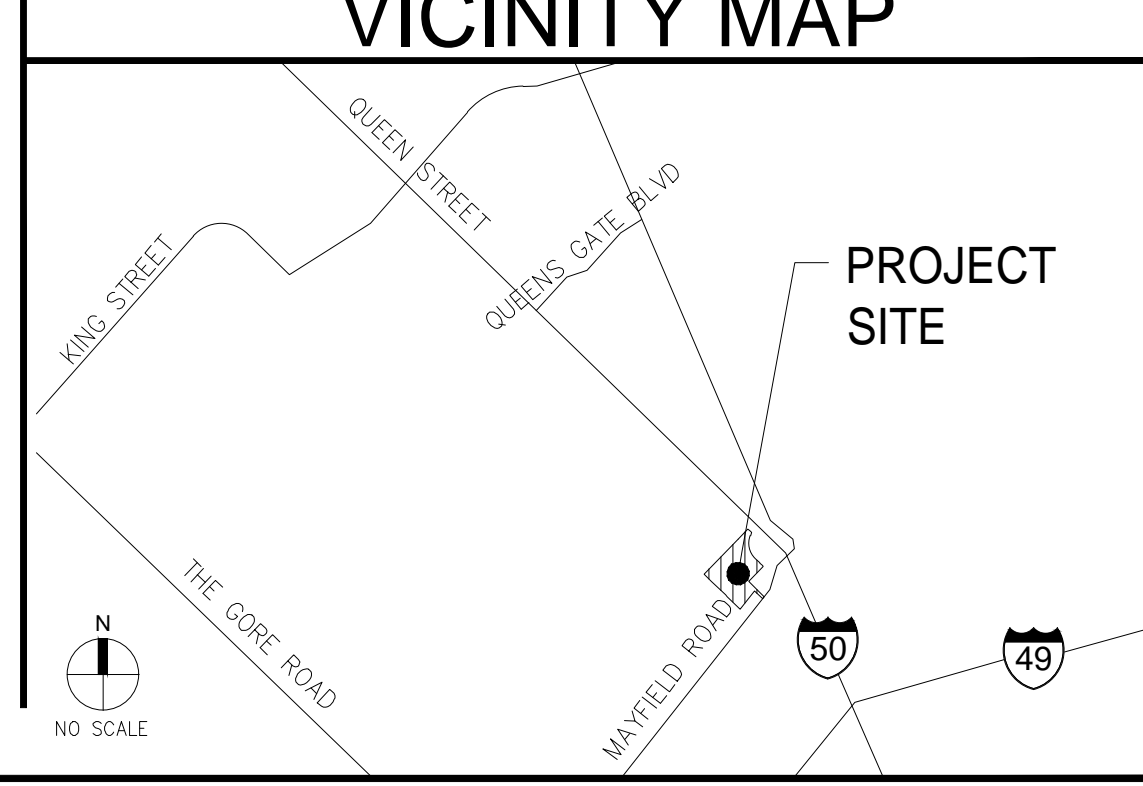 VICINITY MAP
QUEEN STREET
QUEENS GATE BLVD
KING STREET
PROJECT
SITE
THE GORE ROAD
MAYFIELD ROAD
50
49
N
NO SCALE